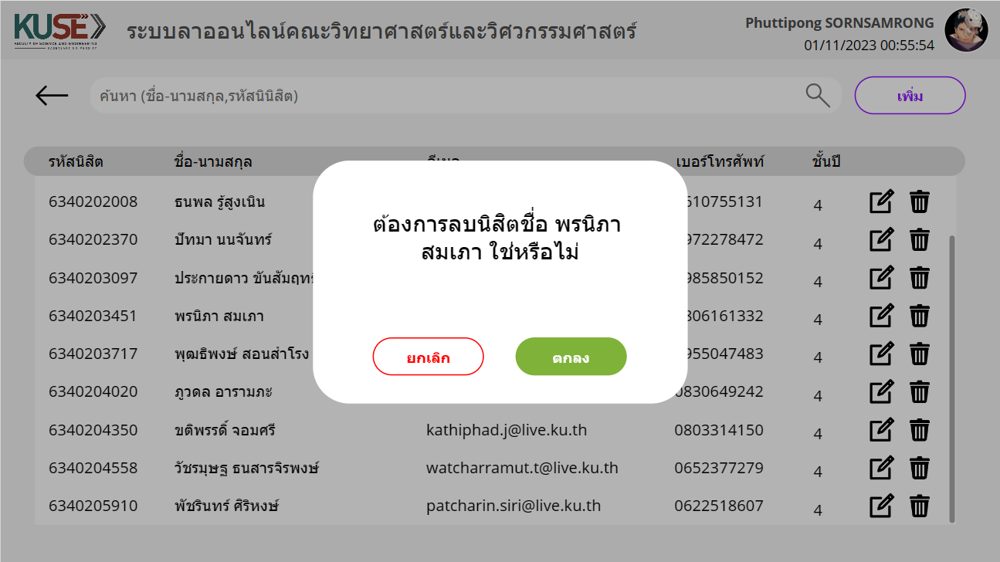 KUSE
FACULTY OF SCIENCE AND ENGINEERING
KASETSART UNIVERSITY
ระบบลาออนไลน์คณะวิทยาศาสตร์และวิศวกรรมศาสตร์
Phuttipong SORNSAMRONG
01/11/2023 00:55:54
ค้นหา (ชื่อ-นามสกุล,รหัสนินิสิต)
เพิ่ม
รหัสนิสิต ชื่อ-นามสกุล อีเมล เบอร์โทรศัพท์ ชั้นปี
6340202008 ธนพล รู้สูงเนิน 610755131 4
6340202370 ปัทมา นนจันทร์ 972278472 4
6340203097 ประกายดาว ขันสัมฤทธิ 985850152 4
6340203451 พรนิภา สมเภา 806161332 4
6340203717 พุฒธิพงษ์ สอนสำโรง 955047483 4
6340204020 ภูวดล อารามภะ 0830649242 4
6340204350 ขติพรรดิ์ จอมศรี kathiphad.j@live.ku.th 0803314150 4
6340204558 วัชรมุษฐ ธนสารจิรพงษ์ watcharramut.t@live.ku.th 0652377279 4
6340205910 พัชรินทร์ ศิริหงษ์ patcharin.siri@live.ku.th 0622518607 4
ต้องการลบนิสิตชื่อ พรนิภา
สมเภา ใช่หรือไม่
ยกเลิก ตกลง